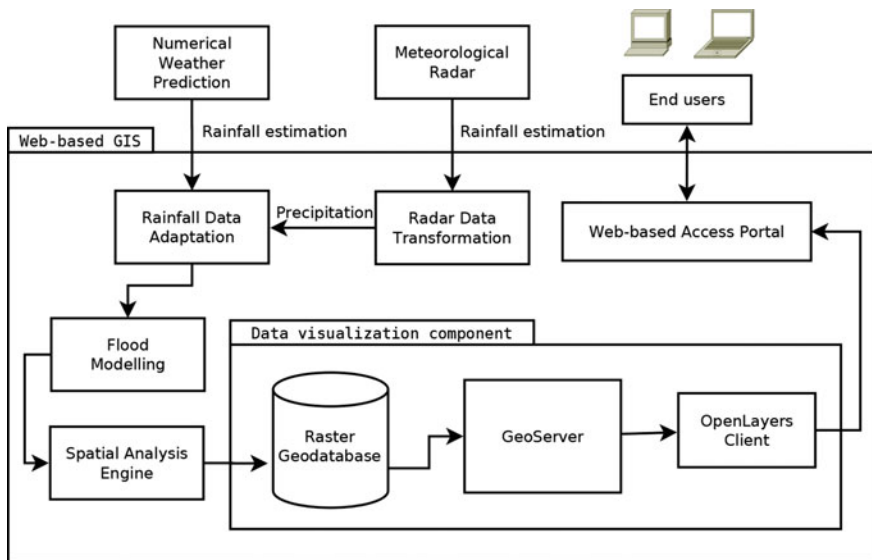 Numerical
Weather
Prediction
Meteorological
Radar
End users
Rainfall estimation
Rainfall estimation
Web-based GIS
Rainfall Data
Adaptation
Precipitation
Radar Data
Transformation
Web-based Access Portal
Flood
Modelling
Data visualization component
Spatial Analysis
Engine
Raster
Geodatabase
GeoServer
OpenLayers
Client